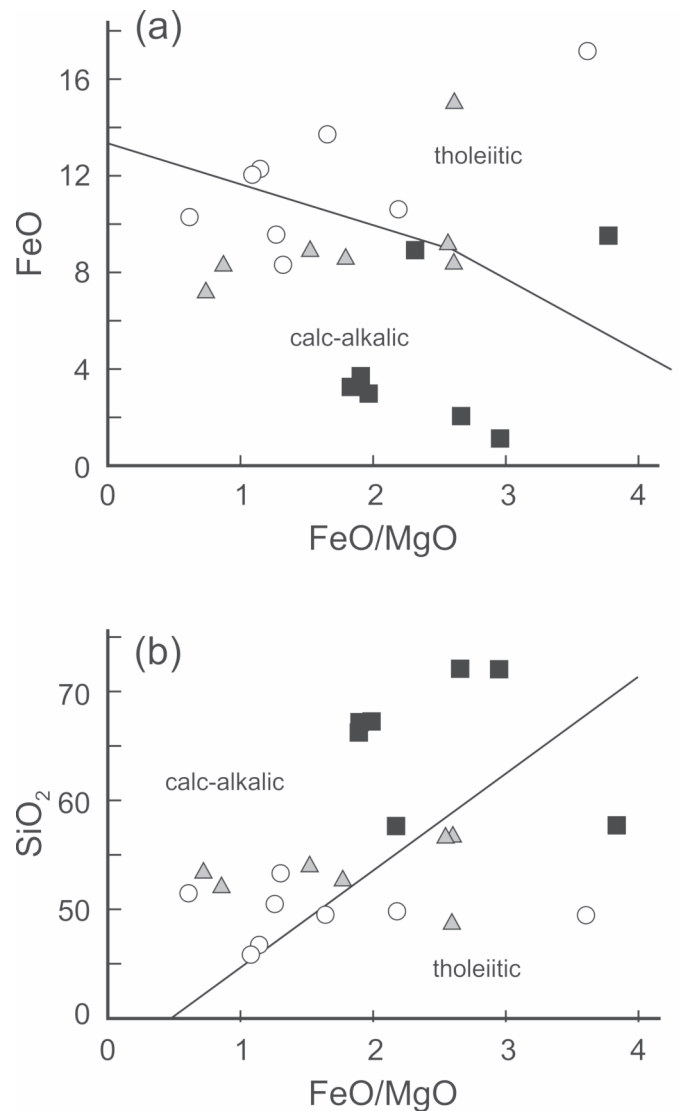 (a)
16
12
8
4
0
FeO
tholeiitic
calc-alkalic
0 1 2 3 4
FeO/MgO
(b)
70
60
50
0
SiO₂
calc-alkalic
tholeiitic
0 1 2 3 4
FeO/MgO